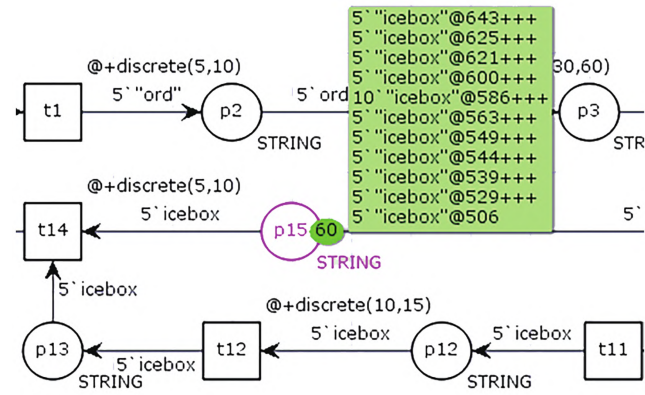 5`"icebox"@643+++
5`"icebox"@625+++
5`"icebox"@621+++
5`"icebox"@600+++
10`"icebox"@586+++
5`"icebox"@563+++
5`"icebox"@549+++
5`"icebox"@544+++
5`"icebox"@539+++
5`"icebox"@529+++
5`"icebox"@506
@+discrete(5,10)
30,60)
t1
5`"ord"
p2
5`ord
p3
STRING
STR
@+discrete(5,10)
t14
5`icebox
p15
60
5`
STRING
5`icebox
@+discrete(10,15)
p13
5`icebox
t12
5`icebox
p12
5`icebox
t11
STRING
STRING